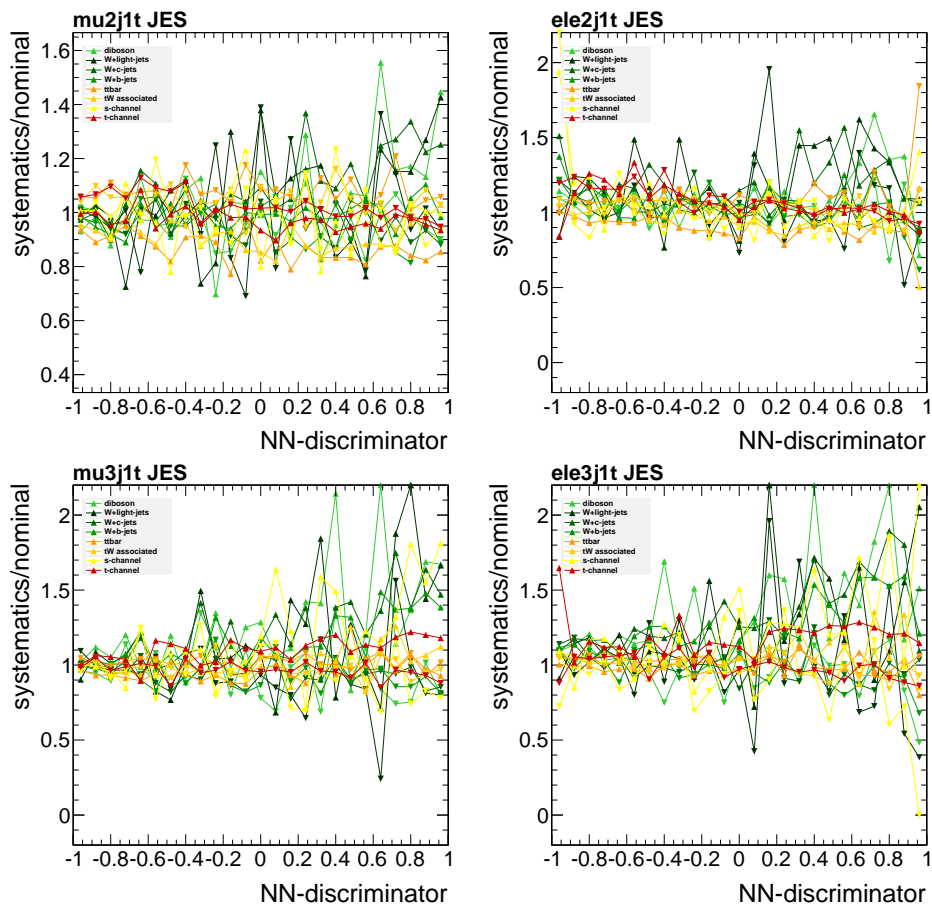 mu2j1t JES
systematics/nominal
1.6
1.4
1.2
1
0.8
0.6
0.4
diboson
W+light-jets
W+c-jets
W+b-jets
ttbar
tW associated
s-channel
t-channel
-1 -0.8 -0.6 -0.4 -0.2 0 0.2 0.4 0.6 0.8 1
NN-discriminator
ele2j1t JES
systematics/nominal
2
1.5
1
0.5
0
diboson
W+light-jets
W+c-jets
W+b-jets
ttbar
tW associated
s-channel
t-channel
-1 -0.8 -0.6 -0.4 -0.2 0 0.2 0.4 0.6 0.8 1
NN-discriminator
mu3j1t JES
systematics/nominal
2
1.5
1
0.5
0
diboson
W+light-jets
W+c-jets
W+b-jets
ttbar
tW associated
s-channel
t-channel
-1 -0.8 -0.6 -0.4 -0.2 0 0.2 0.4 0.6 0.8 1
NN-discriminator
ele3j1t JES
systematics/nominal
2
1.5
1
0.5
0
diboson
W+light-jets
W+c-jets
W+b-jets
ttbar
tW associated
s-channel
t-channel
-1 -0.8 -0.6 -0.4 -0.2 0 0.2 0.4 0.6 0.8 1
NN-discriminator